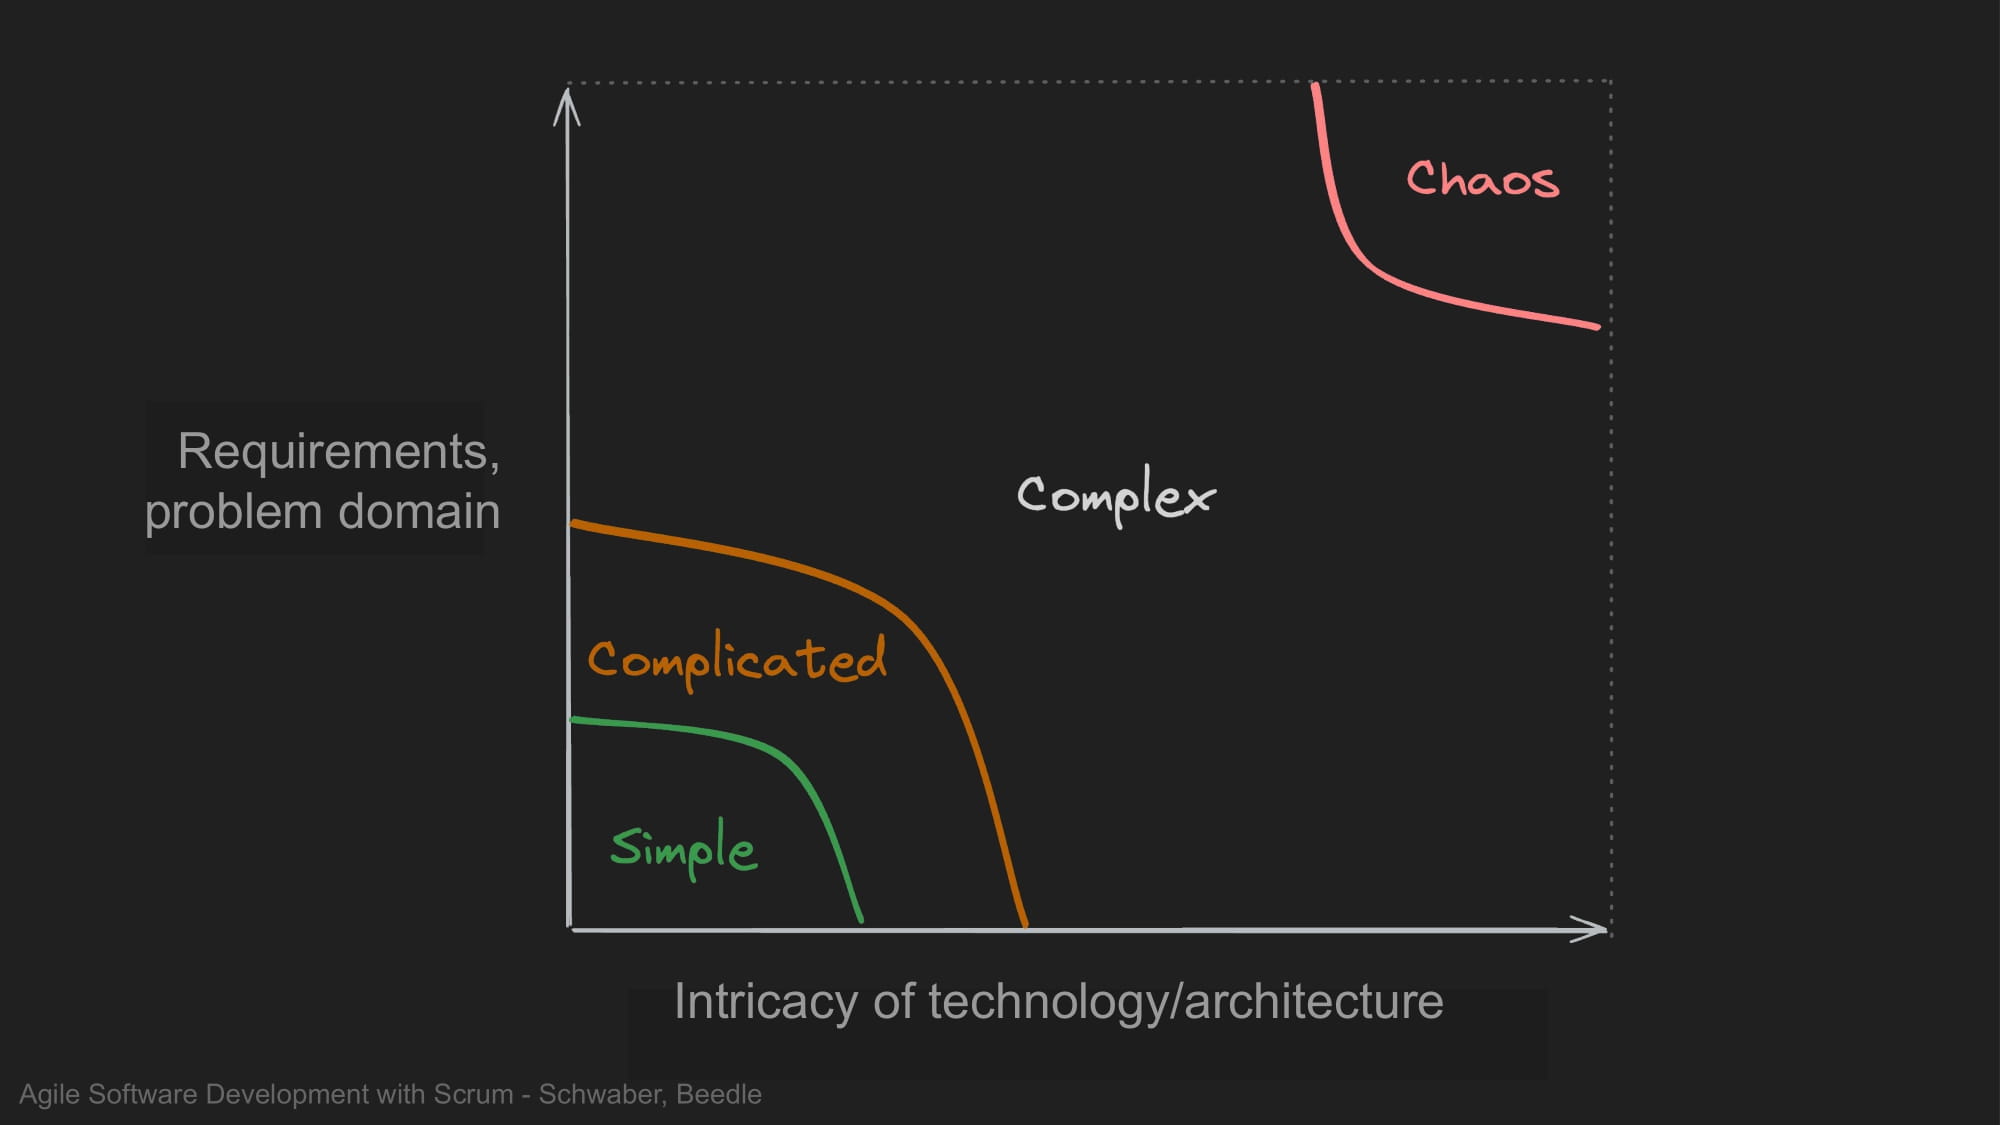 Chaos
Requirements,
problem domain
Complex
Complicated
Simple
Intricacy of technology/architecture
Agile Software Development with Scrum - Schwaber, Beedle